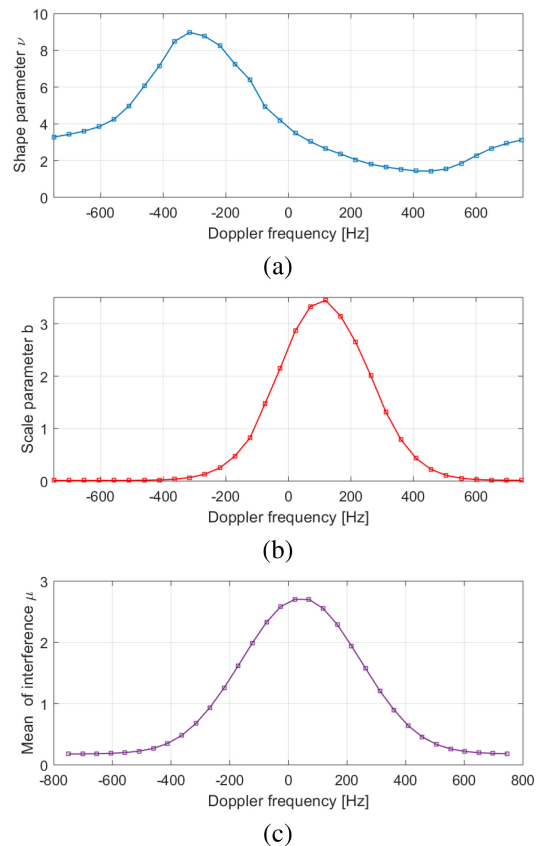 10
8
6
4
2
0
Shape parameter ν
-600 -400 -200 0 200 400 600
Doppler frequency [Hz]
(a)
3
2
1
0
Scale parameter b
-600 -400 -200 0 200 400 600
Doppler frequency [Hz]
(b)
3
2
1
0
Mean of interference μ
-800 -600 -400 -200 0 200 400 600 800
Doppler frequency [Hz]
(c)